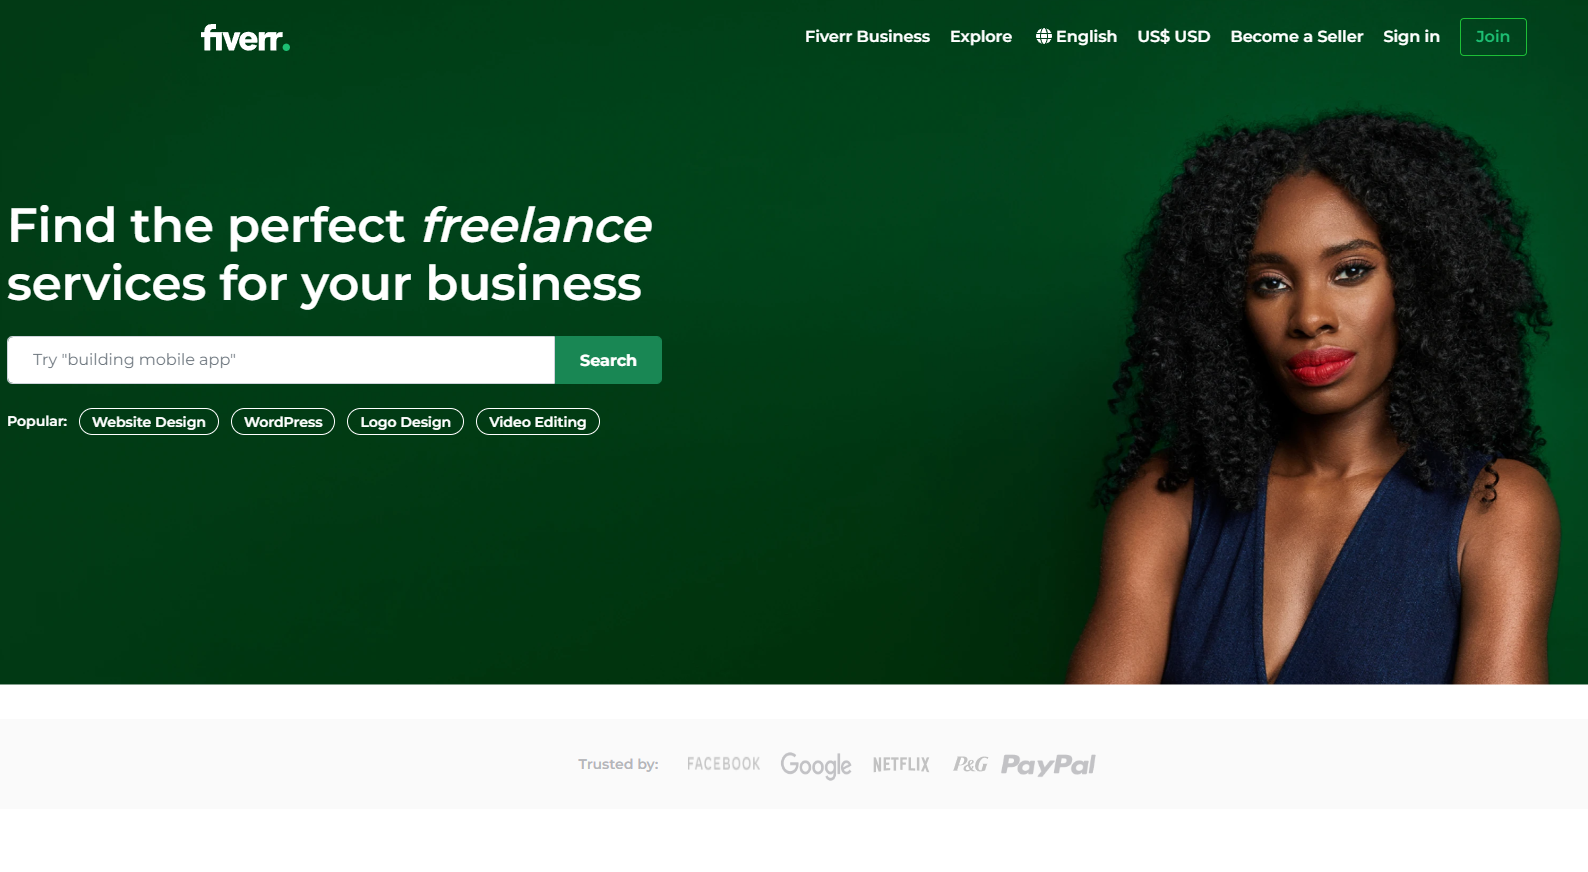 fiverr.
Fiverr Business Explore English US$ USD Become a Seller Sign in Join
Find the perfect freelance
services for your business
Try "building mobile app" Search
Popular: Website Design WordPress Logo Design Video Editing
Trusted by: FACEBOOK Google NETFLIX P&G PayPal